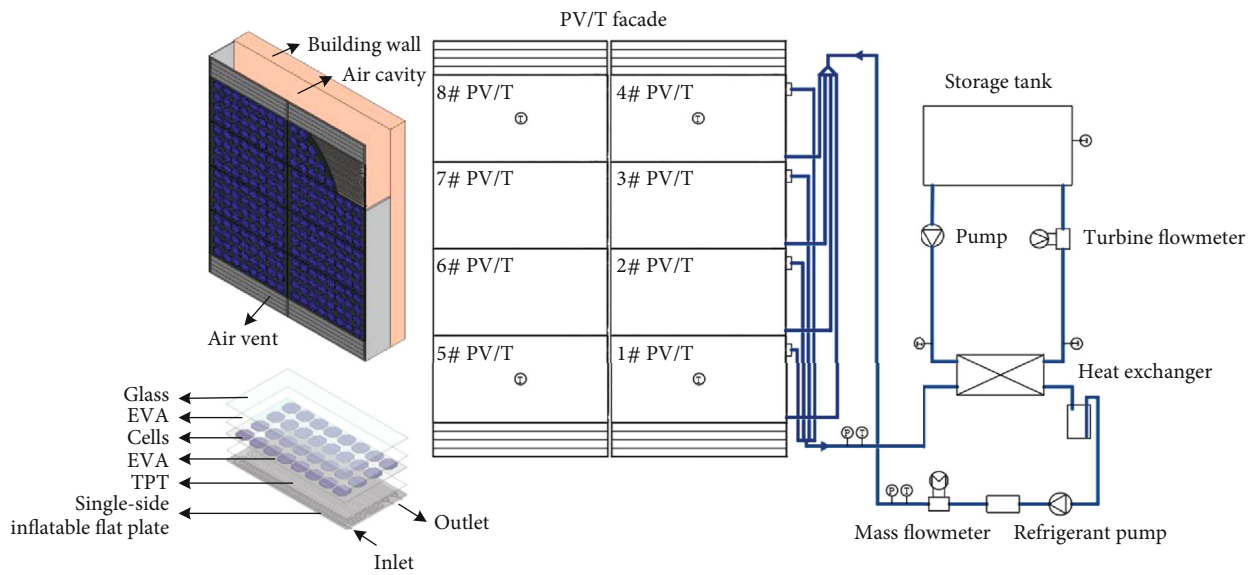 PV/T facade
Building wall
Air cavity
Air vent
8# PV/T
4# PV/T
T
T
7# PV/T
3# PV/T
6# PV/T
2# PV/T
5# PV/T
1# PV/T
T
T
Storage tank
Pump
Turbine flowmeter
Heat exchanger
P
T
P
T
Mass flowmeter
Refrigerant pump
Glass
EVA
Cells
EVA
TPT
Single-side
inflatable flat plate
Outlet
Inlet